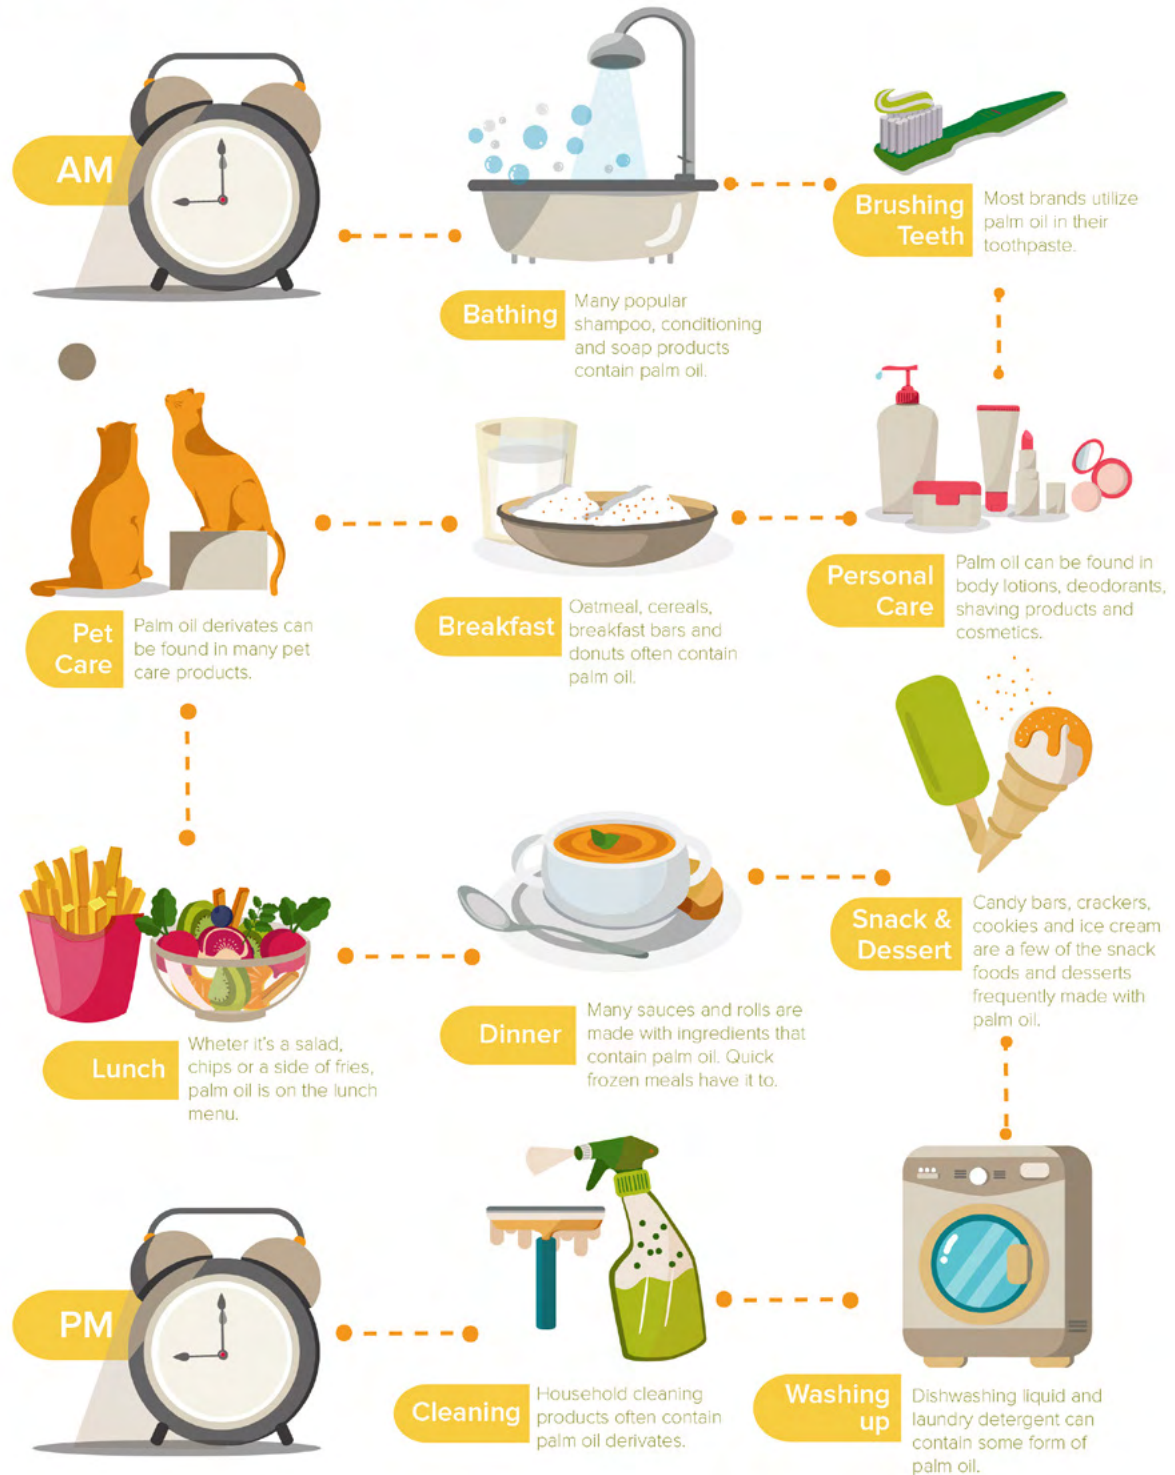 AM
Bathing
Many popular
shampoo, conditioning
and soap products
contain palm oil.
Brushing
Teeth
Most brands utilize
palm oil in their
toothpaste.
Personal
Care
Palm oil can be found in
body lotions, deodorants,
shaving products and
cosmetics.
Breakfast
Oatmeal, cereals,
breakfast bars and
donuts often contain
palm oil.
Pet
Care
Palm oil derivates can
be found in many pet
care products.
Lunch
Wheter it's a salad,
chips or a side of fries,
palm oil is on the lunch
menu.
Dinner
Many sauces and rolls are
made with ingredients that
contain palm oil. Quick
frozen meals have it to.
Snack &
Dessert
Candy bars, crackers,
cookies and ice cream
are a few of the snack
foods and desserts
frequently made with
palm oil.
Washing
up
Dishwashing liquid and
laundry detergent can
contain some form of
palm oil.
Cleaning
Household cleaning
products often contain
palm oil derivates.
PM